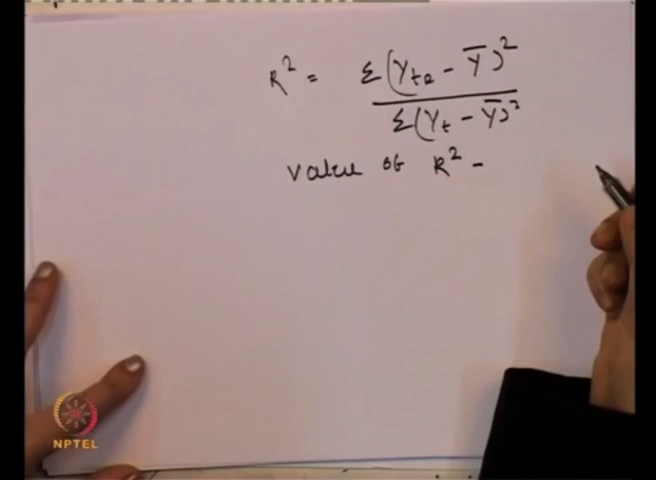 R² = Σ(Yte - Ȳ)² / Σ(Yt - Ȳ)²
value of R² -
NPTEL